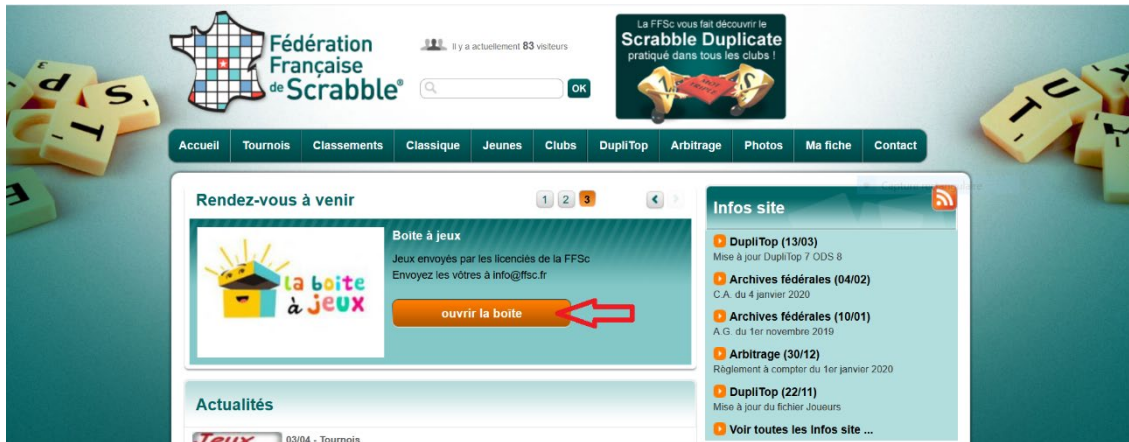 Fédération
Française
de Scrabble®
Il y a actuellement 83 visiteurs
OK
La FFSc vous fait découvrir le
Scrabble Duplicate
pratiqué dans tous les clubs !
Accueil Tournois Classements Classique Jeunes Clubs DupliTop Arbitrage Photos Ma fiche Contact
Rendez-vous à venir
1 2 3
Boîte à jeux
Jeux envoyés par les licenciés de la FFSc
Envoyez les vôtres à info@ffsc.fr
la boite
à jeux
ouvrir la boîte
Infos site
DupliTop (13/03)
Mise à jour DupliTop 7 ODS 8
Archives fédérales (04/02)
C.A. du 4 janvier 2020
Archives fédérales (10/01)
A.G. du 1er novembre 2019
Arbitrage (30/12)
Règlement à compter du 1er janvier 2020
DupliTop (22/11)
Mise à jour du fichier Joueurs
Voir toutes les Infos site ...
Actualités
Jeux
03/04 - Tournois